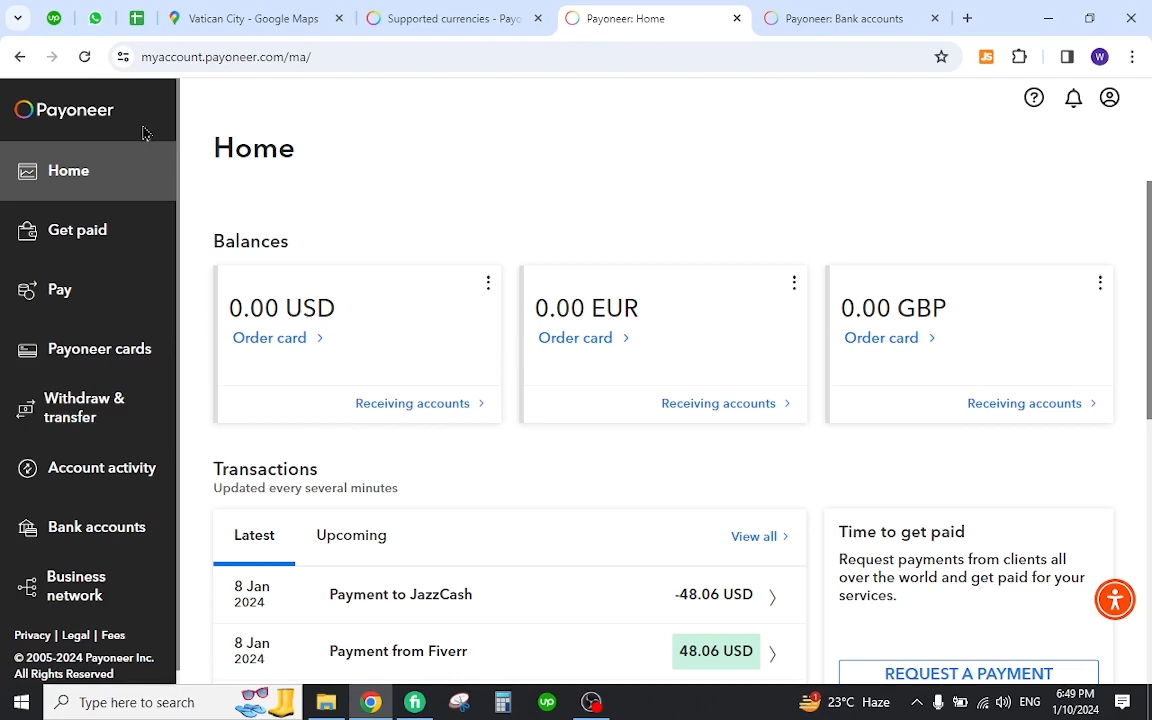 Vatican City - Google Maps
Supported currencies - Payo
Payoneer: Home
Payoneer: Bank accounts
myaccount.payoneer.com/ma/
JS
W
Payoneer
Home
Get paid
Pay
Payoneer cards
Withdraw &
transfer
Account activity
Bank accounts
Business
network
Privacy | Legal | Fees
© 2005-2024 Payoneer Inc.
All Rights Reserved
Home
Balances
0.00 USD
Order card >
Receiving accounts >
0.00 EUR
Order card >
Receiving accounts >
0.00 GBP
Order card >
Receiving accounts >
Transactions
Updated every several minutes
Latest
Upcoming
View all >
8 Jan
2024
Payment to JazzCash
-48.06 USD
8 Jan
2024
Payment from Fiverr
48.06 USD
Time to get paid
Request payments from clients all
over the world and get paid for your
services.
REQUEST A PAYMENT
Type here to search
fi
up
1
23°C Haze
ENG
6:49 PM
1/10/2024